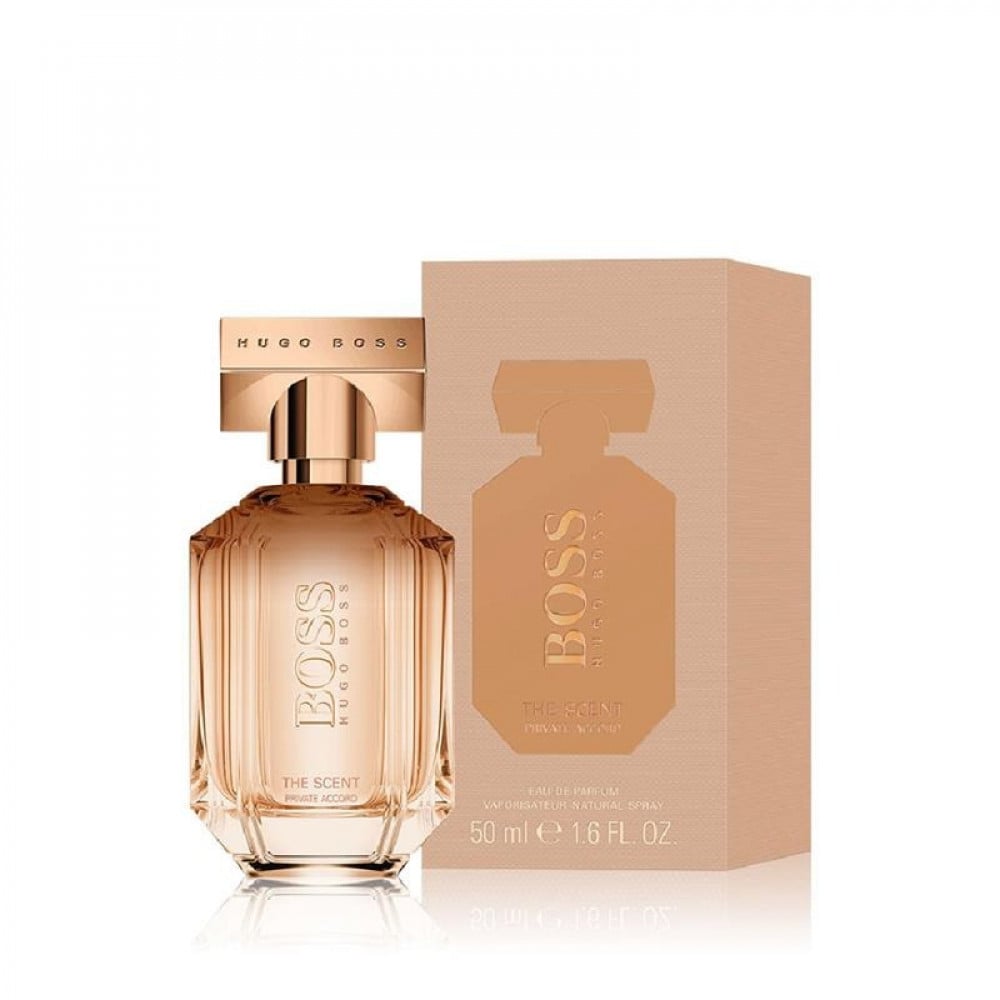 HUGO BOSS
BOSS
HUGO BOSS
THE SCENT
PRIVATE ACCORD
BOSS
HUGO BOSS
THE SCENT
PRIVATE ACCORD
EAU DE PARFUM
VAPORISATEUR NATURAL SPRAY
50 ml ℮ 1.6 FL. OZ.